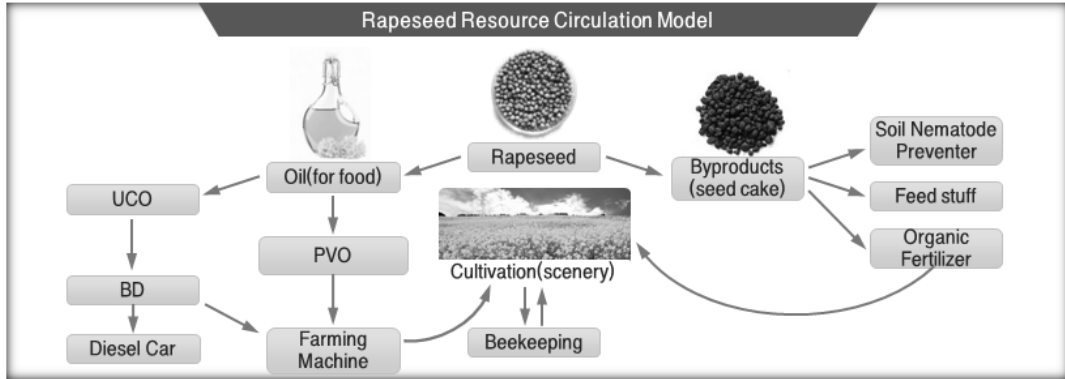 Rapeseed Resource Circulation Model
Rapeseed
Oil(for food)
Byproducts
(seed cake)
Soil Nematode
Preventer
Feed stuff
Organic
Fertilizer
UCO
PVO
BD
Diesel Car
Farming
Machine
Cultivation(scenery)
Beekeeping